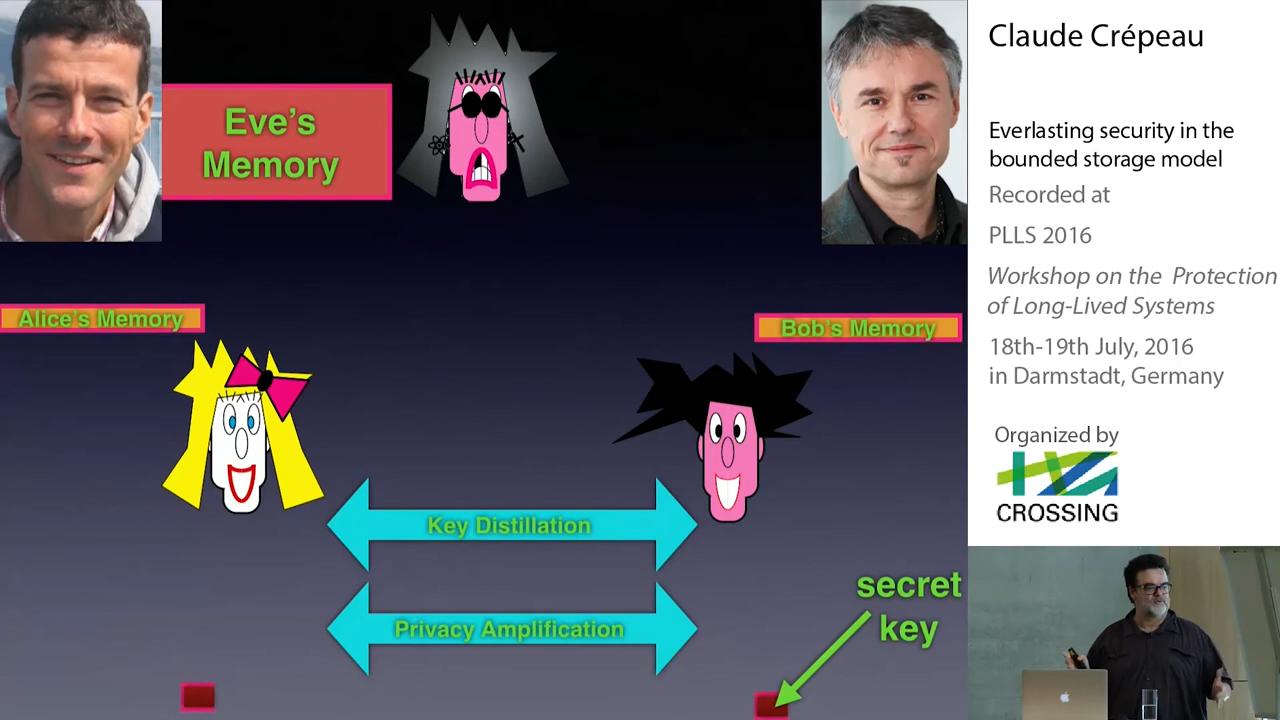 Eve's
Memory
Alice's Memory
Bob's Memory
Key Distillation
Privacy Amplification
secret
key
Claude Crépeau
Everlasting security in the
bounded storage model
Recorded at
PLLS 2016
Workshop on the Protection
of Long-Lived Systems
18th-19th July, 2016
in Darmstadt, Germany
Organized by
CROSSING